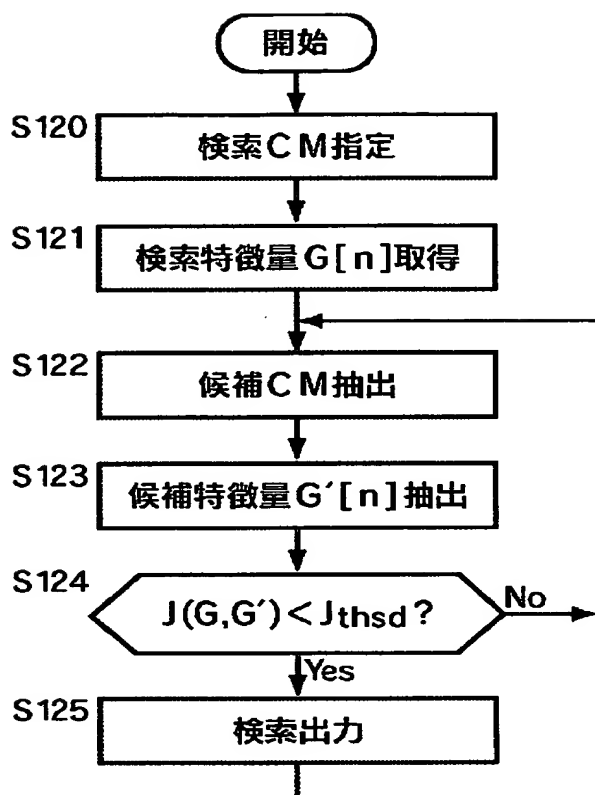 開始
S120
検索CM指定
S121
検索特徴量G[n]取得
S122
候補CM抽出
S123
候補特徴量G′[n]抽出
S124
J(G,G′)<Jthsd?
No
Yes
S125
検索出力